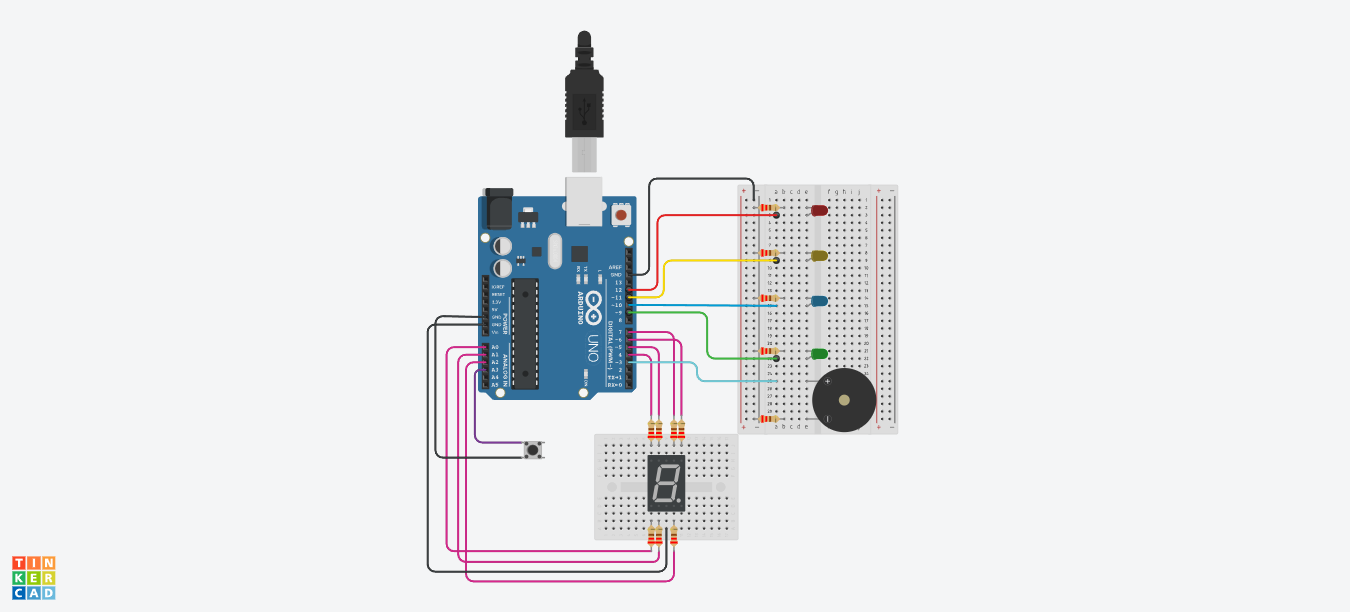 AREF
GND
13
12
~11
~10
~9
8
7
~6
~5
4
~3
2
TX→1
RX←0
DIGITAL (PWM~)
TX
RX
L
ARDUINO
UNO
IOREF
RESET
3.3V
5V
GND
GND
Vin
POWER
A0
A1
A2
A3
A4
A5
ANALOG IN
+ − a b c d e f g h i j + −
+
+ − a b c d e f g h i j + −
TIN
KER
CAD